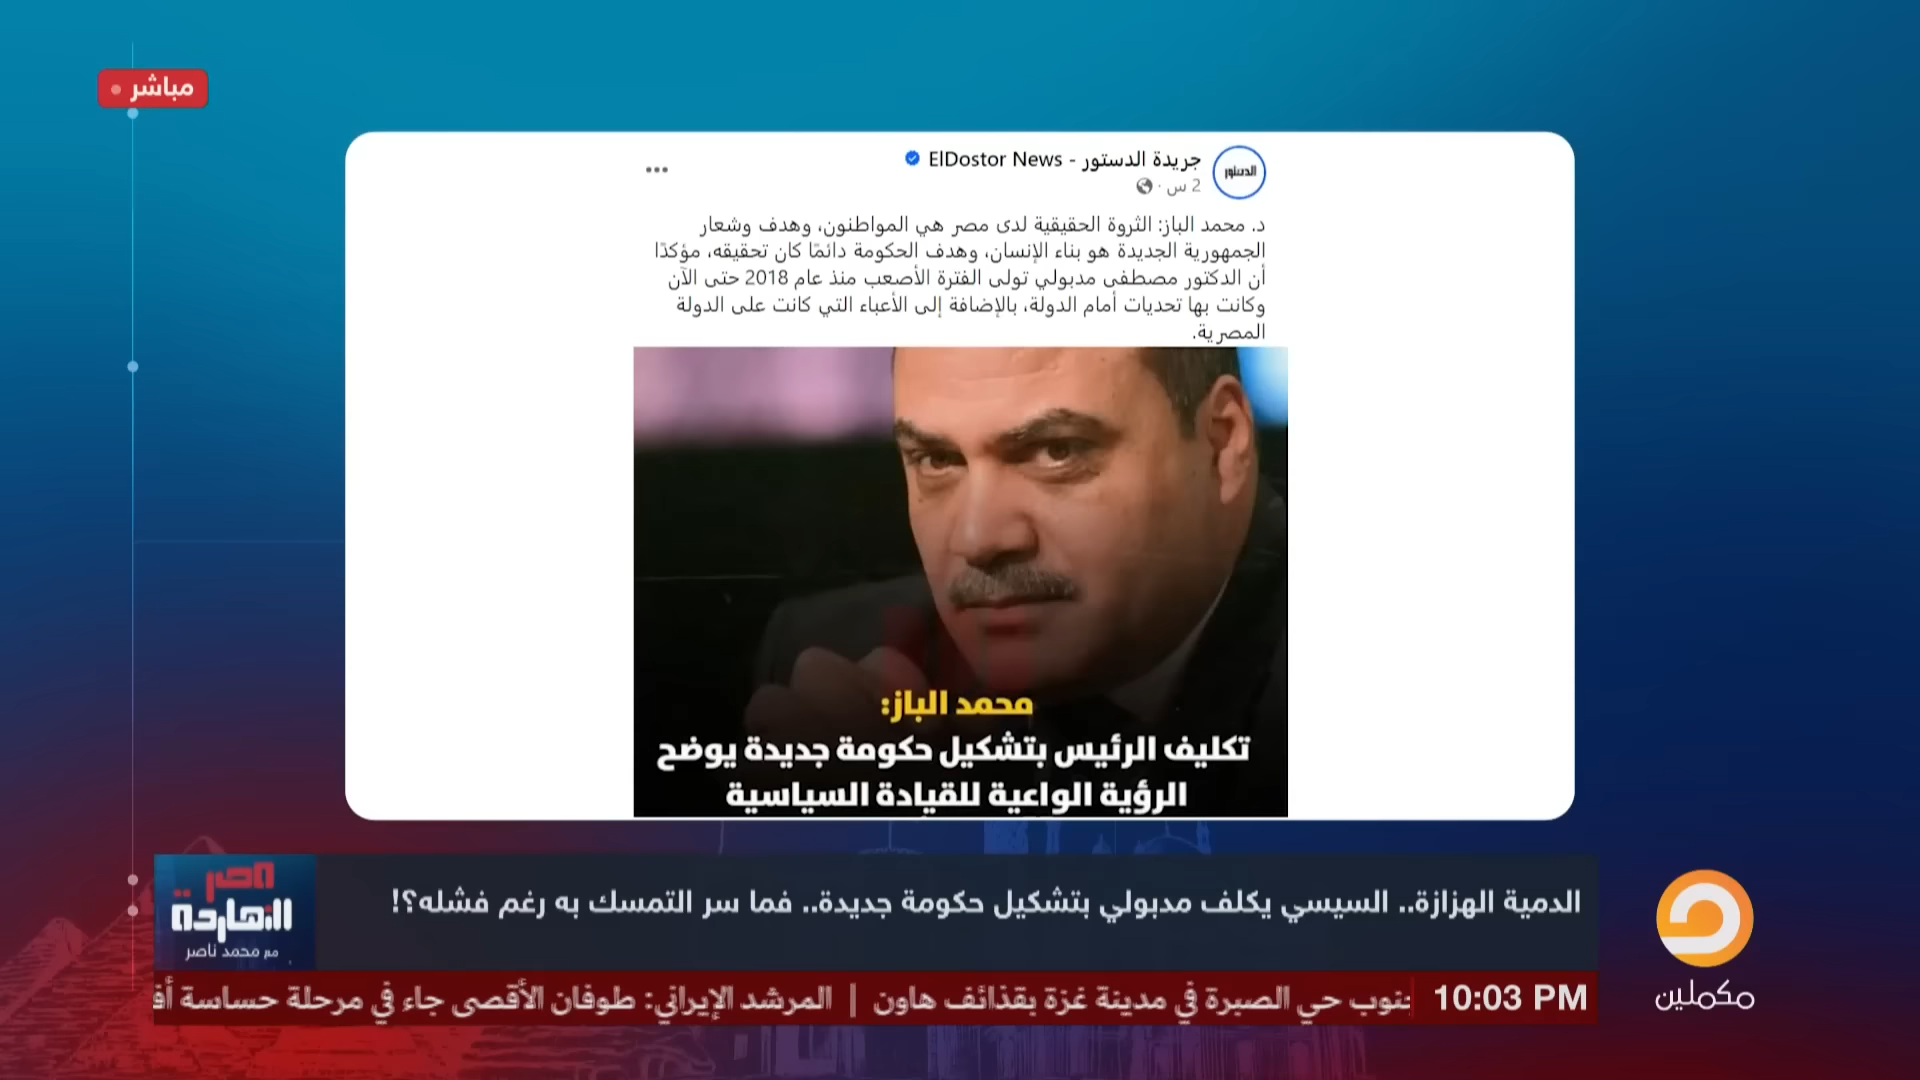 مباشر
جريدة الدستور - ElDostor News
2 س
الدستور
د. محمد الباز: الثروة الحقيقية لدى مصر هي المواطنون، وهدف وشعار
الجمهورية الجديدة هو بناء الإنسان، وهدف الحكومة دائمًا كان تحقيقه، مؤكدًا
أن الدكتور مصطفى مدبولي تولى الفترة الأصعب منذ عام 2018 حتى الآن
وكانت بها تحديات أمام الدولة، بالإضافة إلى الأعباء التي كانت على الدولة
المصرية.
محمد الباز:
تكليف الرئيس بتشكيل حكومة جديدة يوضح
الرؤية الواعية للقيادة السياسية
الدمية الهزازة.. السيسي يكلف مدبولي بتشكيل حكومة جديدة.. فما سر التمسك به رغم فشله؟!
مصر
النهاردة
مع محمد ناصر
10:03 PM
جنوب حي الصبرة في مدينة غزة بقذائف هاون | المرشد الإيراني: طوفان الأقصى جاء في مرحلة حساسة
مكملين